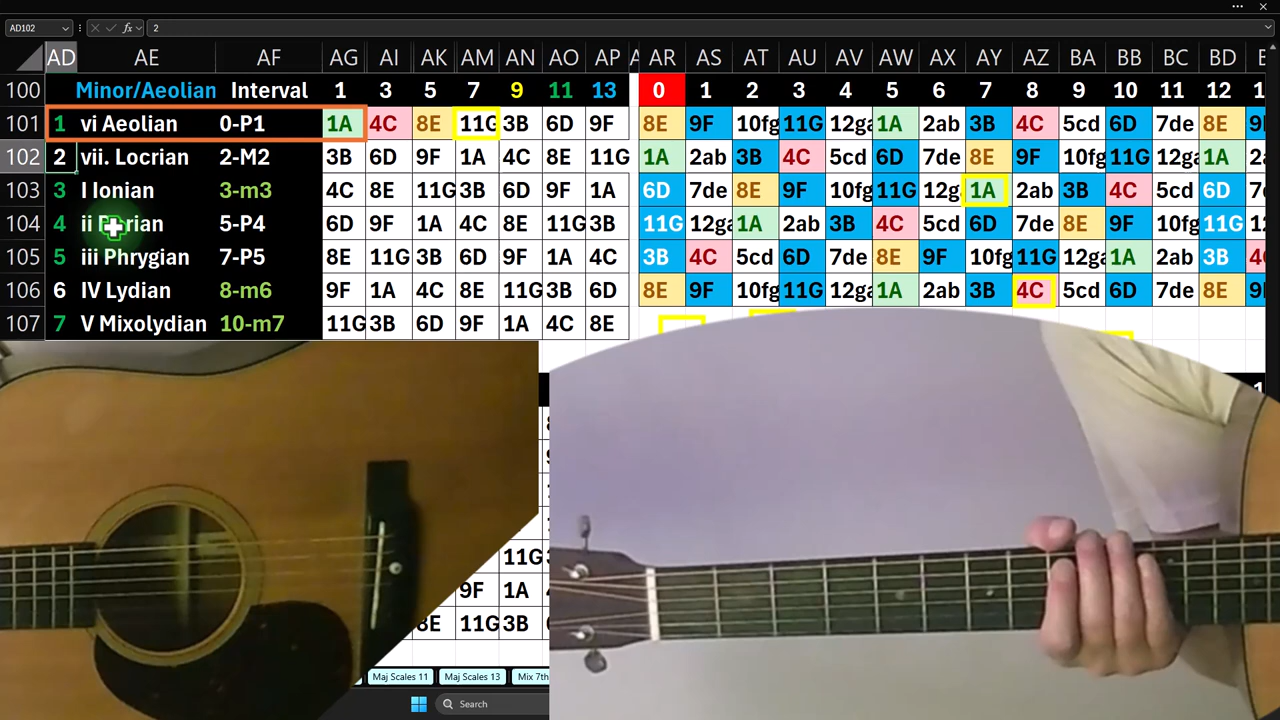 AD102 fx 2
AD AE AF AG AI AK AM AN AO AP A AR AS AT AU AV AW AX AY AZ BA BB BC BD E
100 Minor/Aeolian Interval 1 3 5 7 9 11 13 0 1 2 3 4 5 6 7 8 9 10 11 12 1
101 1 vi Aeolian 0-P1 1A 4C 8E 11G 3B 6D 9F 8E 9F 10fg 11G 12ga 1A 2ab 3B 4C 5cd 6D 7de 8E 9F
102 2 vii. Locrian 2-M2 3B 6D 9F 1A 4C 8E 11G 1A 2ab 3B 4C 5cd 6D 7de 8E 9F 10fg 11G 12ga 1A 2a
103 3 I Ionian 3-m3 4C 8E 11G 3B 6D 9F 1A 6D 7de 8E 9F 10fg 11G 12g 1A 2ab 3B 4C 5cd 6D 7d
104 4 ii 5-P4 6D 9F 1A 4C 8E 11G 3B 11G 12ga 1A 2ab 3B 4C 5cd 6D 7de 8E 9F 10fg 11G 12
105 5 iii Phrygian 7-P5 8E 11G 3B 6D 9F 1A 4C 3B 4C 5cd 6D 7de 8E 9F 10fg 11G 12ga 1A 2ab 3B 4
106 6 IV Lydian 8-m6 9F 1A 4C 8E 11G 3B 6D 8E 9F 10fg 11G 12ga 1A 2ab 3B 4C 5cd 6D 7de 8E 9F
107 7 V Mixolydian 10-m7 11G 3B 6D 9F 1A 4C 8E
11G
9F 1A
8E 11G 3B
Maj Scales 11 Maj Scales 13 Mix 7th
Search